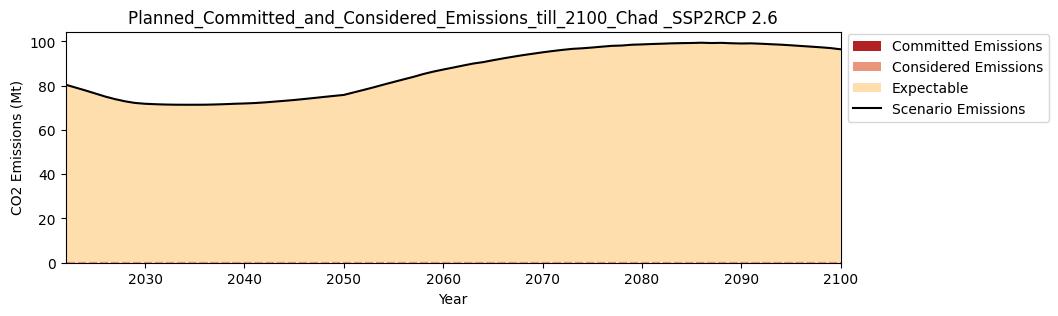 Planned_Committed_and_Considered_Emissions_till_2100_Chad _SSP2RCP 2.6
100
80
60
40
20
0
CO2 Emissions (Mt)
2030
2040
2050
2060
2070
2080
2090
2100
Year
Committed Emissions
Considered Emissions
Expectable
Scenario Emissions